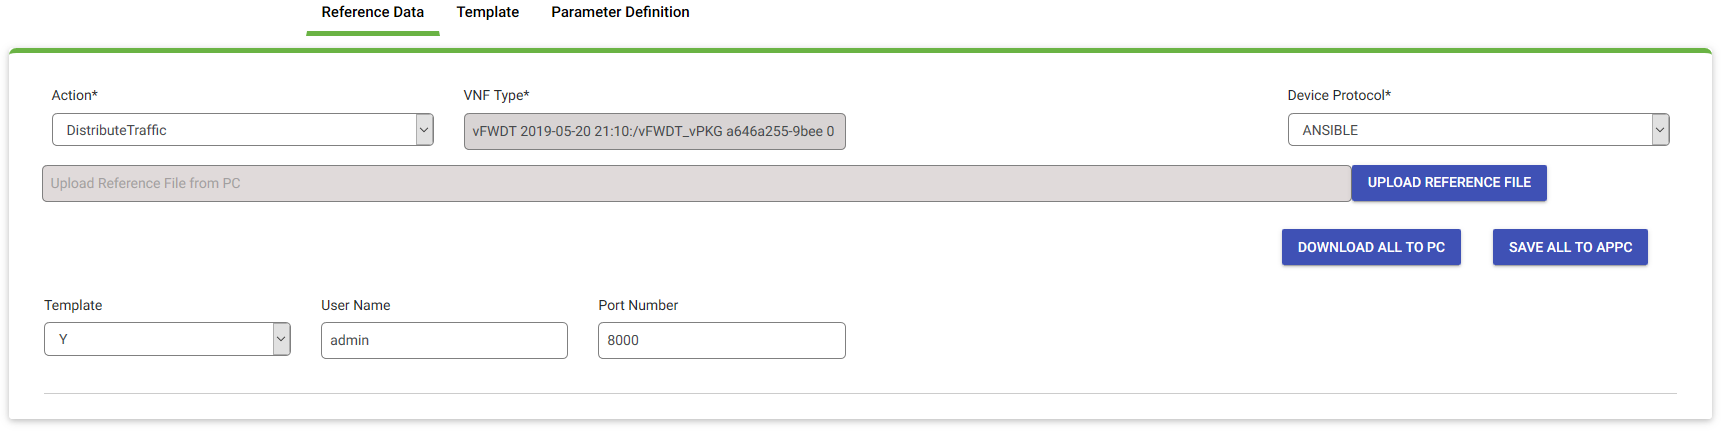 Reference Data Template Parameter Definition
Action* VNF Type* Device Protocol*
DistributeTraffic vFWDT 2019-05-20 21:10:/vFWDT_vPKG a646a255-9bee 0 ANSIBLE
Upload Reference File from PC UPLOAD REFERENCE FILE
DOWNLOAD ALL TO PC SAVE ALL TO APPC
Template User Name Port Number
Y admin 8000